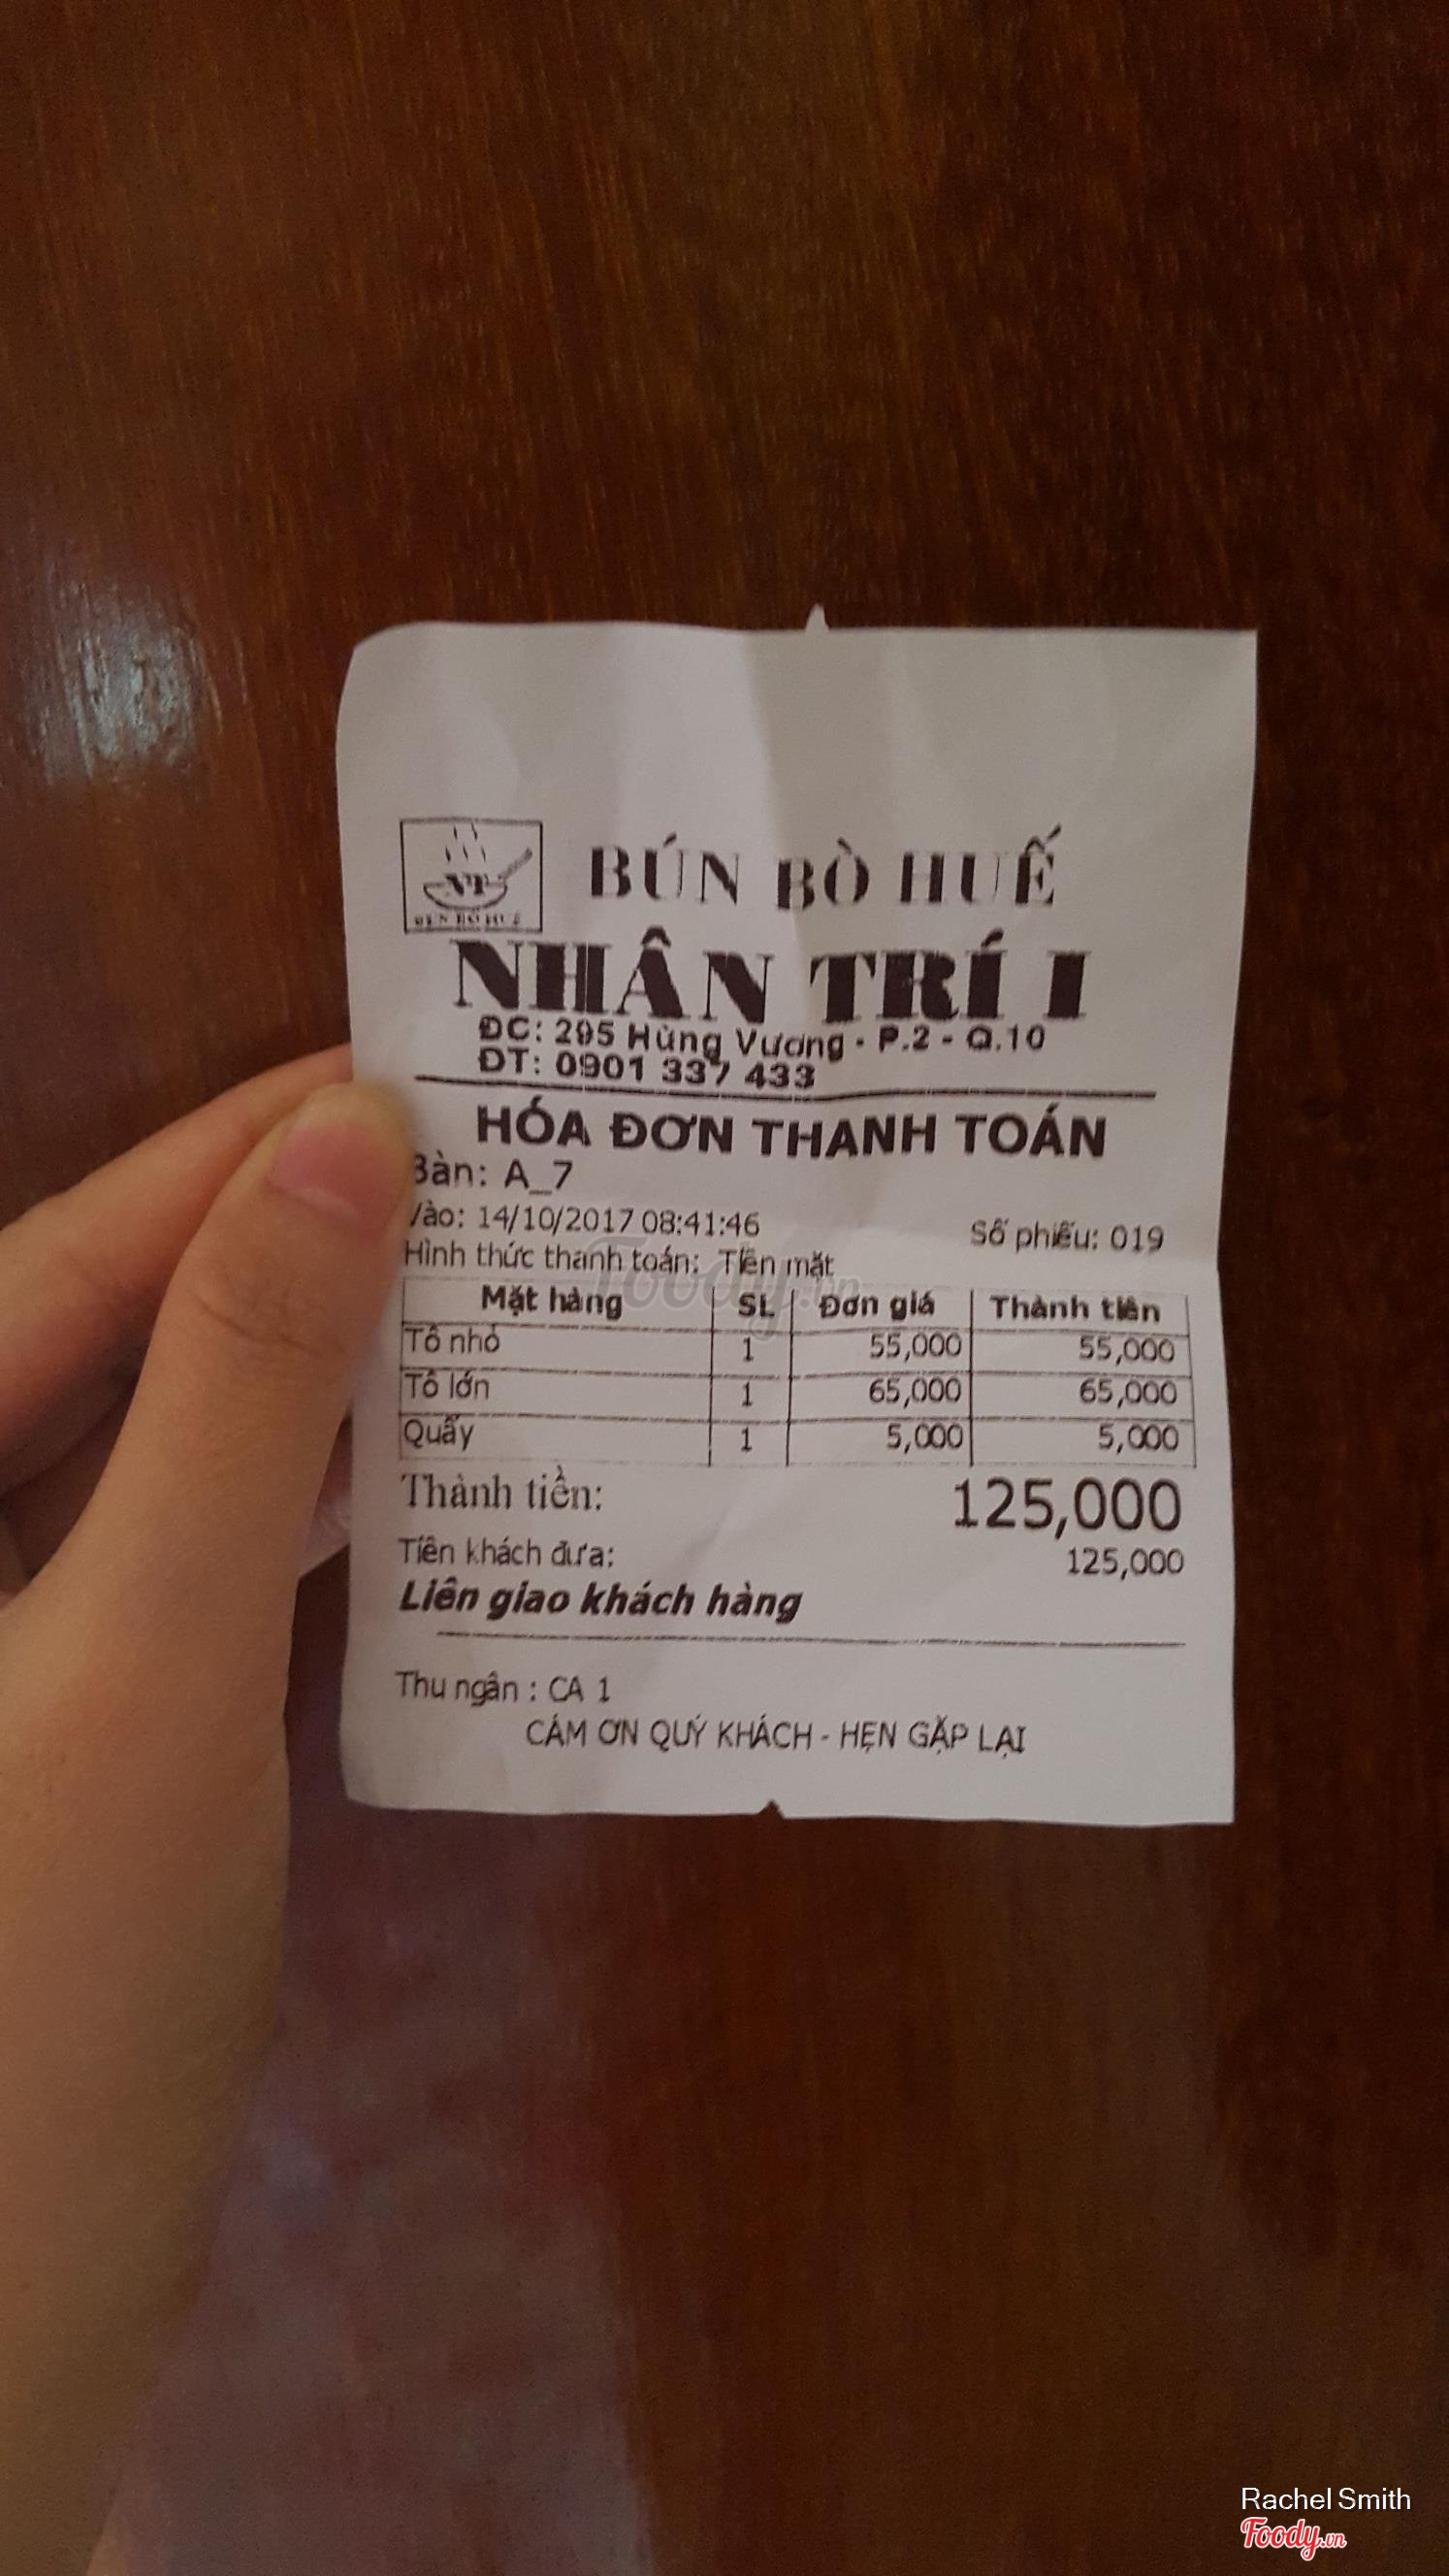 BÚN BÒ HUẾ
NHÂN TRÍ I
ĐC: 295 Hùng Vương - P.2 - Q.10
ĐT: 0901 337 433
HÓA ĐƠN THANH TOÁN
Bàn: A_7
Vào: 14/10/2017 08:41:46 Số phiếu: 019
Hình thức thanh toán: Tiền mặt
Mặt hàng SL Đơn giá Thành tiền
Tô nhỏ 1 55,000 55,000
Tô lớn 1 65,000 65,000
Quẩy 1 5,000 5,000
Thành tiền: 125,000
Tiền khách đưa: 125,000
Liên giao khách hàng
Thu ngân : CA 1
CÁM ƠN QUÝ KHÁCH - HẸN GẶP LẠI
Foody.vn
Rachel Smith
Foody.vn